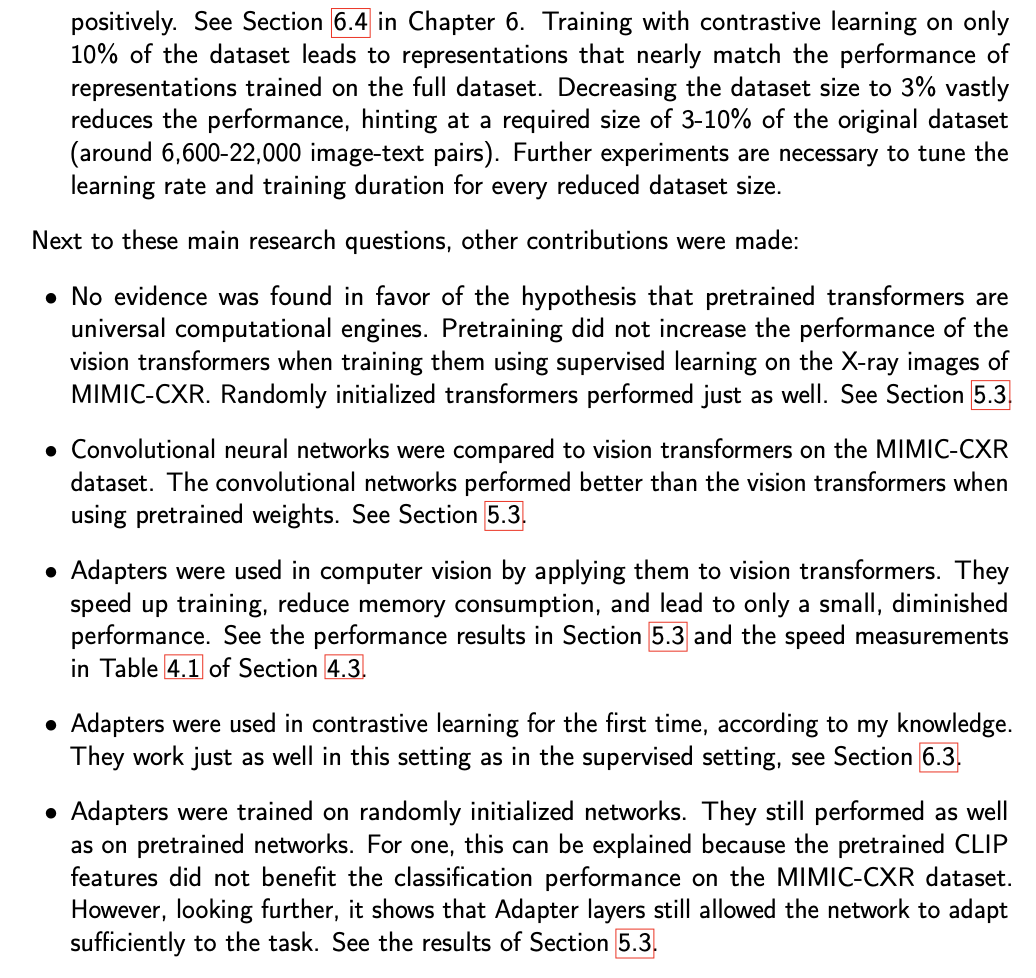 positively. See Section 6.4 in Chapter 6. Training with contrastive learning on only
10% of the dataset leads to representations that nearly match the performance of
representations trained on the full dataset. Decreasing the dataset size to 3% vastly
reduces the performance, hinting at a required size of 3-10% of the original dataset
(around 6,600-22,000 image-text pairs). Further experiments are necessary to tune the
learning rate and training duration for every reduced dataset size.
Next to these main research questions, other contributions were made:
• No evidence was found in favor of the hypothesis that pretrained transformers are
universal computational engines. Pretraining did not increase the performance of the
vision transformers when training them using supervised learning on the X-ray images of
MIMIC-CXR. Randomly initialized transformers performed just as well. See Section 5.3.
• Convolutional neural networks were compared to vision transformers on the MIMIC-CXR
dataset. The convolutional networks performed better than the vision transformers when
using pretrained weights. See Section 5.3.
• Adapters were used in computer vision by applying them to vision transformers. They
speed up training, reduce memory consumption, and lead to only a small, diminished
performance. See the performance results in Section 5.3 and the speed measurements
in Table 4.1 of Section 4.3.
• Adapters were used in contrastive learning for the first time, according to my knowledge.
They work just as well in this setting as in the supervised setting, see Section 6.3.
• Adapters were trained on randomly initialized networks. They still performed as well
as on pretrained networks. For one, this can be explained because the pretrained CLIP
features did not benefit the classification performance on the MIMIC-CXR dataset.
However, looking further, it shows that Adapter layers still allowed the network to adapt
sufficiently to the task. See the results of Section 5.3.